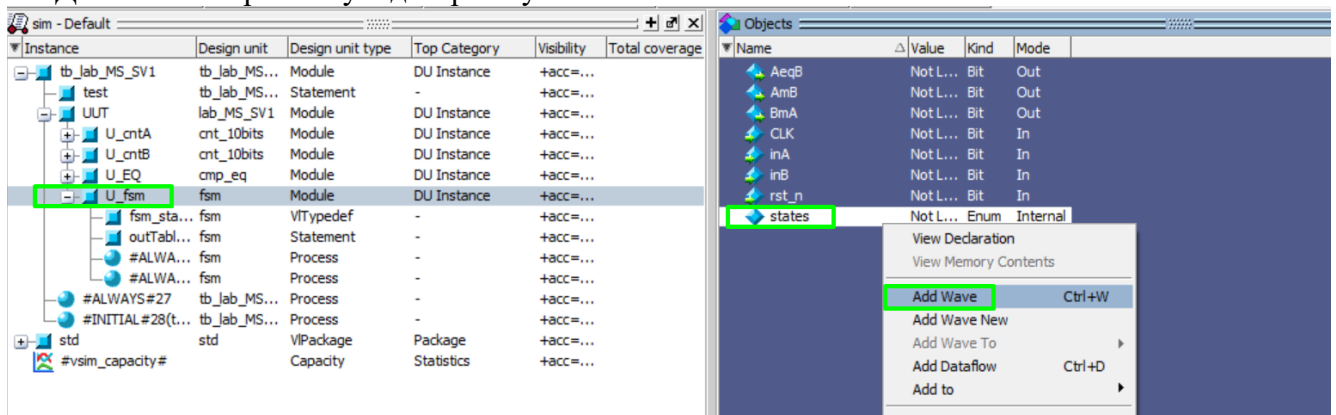 sim - Default
Instance Design unit Design unit type Top Category Visibility Total coverage
tb_lab_MS_SV1 tb_lab_MS... Module DU Instance +acc=...
test tb_lab_MS... Statement - +acc=...
UUT lab_MS_SV1 Module DU Instance +acc=...
U_cntA cnt_10bits Module DU Instance +acc=...
U_cntB cnt_10bits Module DU Instance +acc=...
U_EQ cmp_eq Module DU Instance +acc=...
U_fsm fsm Module DU Instance +acc=...
fsm_sta... fsm VlTypedef - +acc=...
outTabl... fsm Statement - +acc=...
#ALWA... fsm Process - +acc=...
#ALWA... fsm Process - +acc=...
#ALWAYS#27 tb_lab_MS... Process - +acc=...
#INITIAL#28(t... tb_lab_MS... Process - +acc=...
std std VlPackage Package +acc=...
#vsim_capacity# Capacity Statistics +acc=...
Objects
Name Value Kind Mode
AeqB Not L... Bit Out
AmB Not L... Bit Out
BmA Not L... Bit Out
CLK Not L... Bit In
inA Not L... Bit In
inB Not L... Bit In
rst_n Not L... Bit In
states Not L... Enum Internal
View Declaration
View Memory Contents
Add Wave Ctrl+W
Add Wave New
Add Wave To
Add Dataflow Ctrl+D
Add to